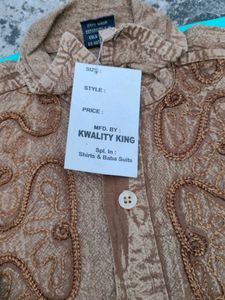 SIZE :
STYLE :
PRICE :
MFD. BY :
KWALITY KING
Spl. In :
Shirts & Baba Suits